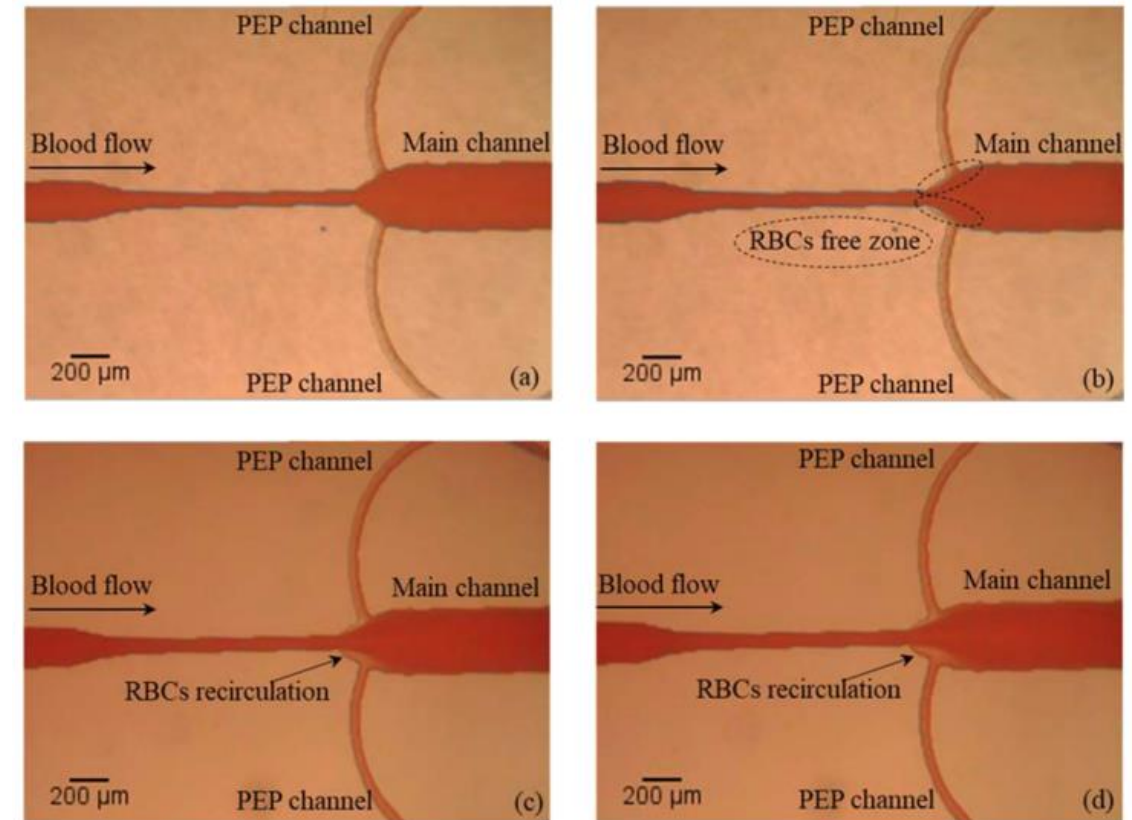 PEP channel
Blood flow
Main channel
200 µm
PEP channel
(a)
PEP channel
Blood flow
Main channel
RBCs free zone
200 µm
PEP channel
(b)
PEP channel
Blood flow
Main channel
RBCs recirculation
200 µm
PEP channel
(c)
PEP channel
Blood flow
Main channel
RBCs recirculation
200 µm
PEP channel
(d)